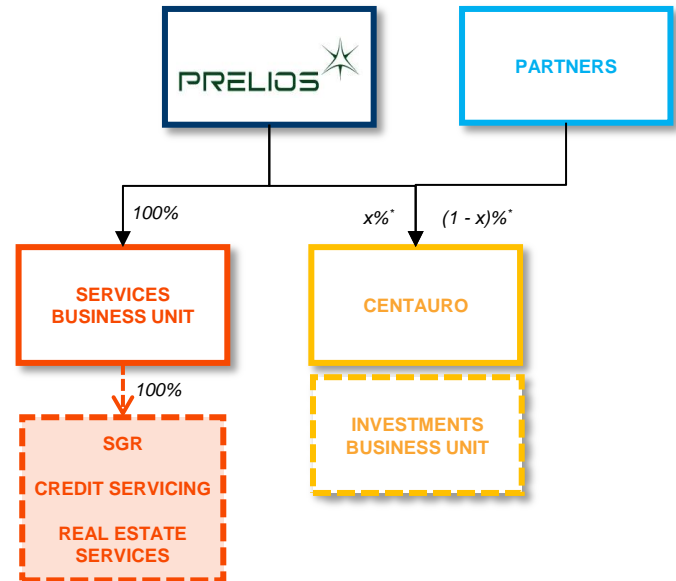 PRELIOS
PARTNERS
100%
x%*
(1 - x)%*
SERVICES
BUSINESS UNIT
CENTAURO
100%
INVESTMENTS
BUSINESS UNIT
SGR
CREDIT SERVICING
REAL ESTATE
SERVICES